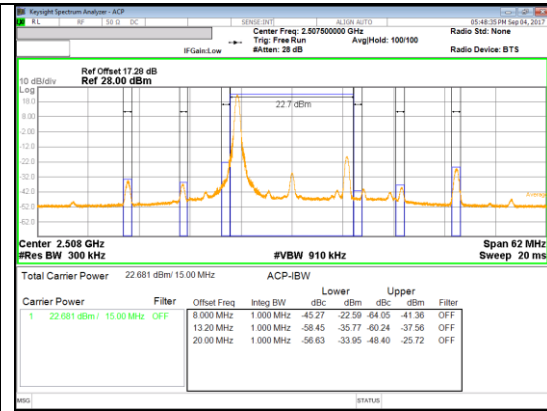 Keysight Spectrum Analyzer - ACP
RL RF 50 Ω DC SENSE:INT ALIGN AUTO 05:48:35 PM Sep 04, 2017
Center Freq: 2.507500000 GHz Radio Std: None
Trig: Free Run Avg|Hold: 100/100
IFGain:Low #Atten: 28 dB Radio Device: BTS
Ref Offset 17.28 dB
10 dB/div Ref 28.00 dBm
Log
18.0
8.00
22.7 dBm
-2.00
-12.0
-22.0
-32.0
-42.0
Average
-52.0
-62.0
Center 2.508 GHz Span 62 MHz
#Res BW 300 kHz #VBW 910 kHz Sweep 20 ms
Total Carrier Power 22.681 dBm/ 15.00 MHz ACP-IBW
Lower Upper
Carrier Power Filter Offset Freq Integ BW dBc dBm dBc dBm Filter
1 22.681 dBm / 15.00 MHz OFF 8.000 MHz 1.000 MHz -45.27 -22.59 -64.05 -41.36 OFF
13.20 MHz 1.000 MHz -58.45 -35.77 -60.24 -37.56 OFF
20.00 MHz 1.000 MHz -56.63 -33.95 -48.40 -25.72 OFF
MSG STATUS